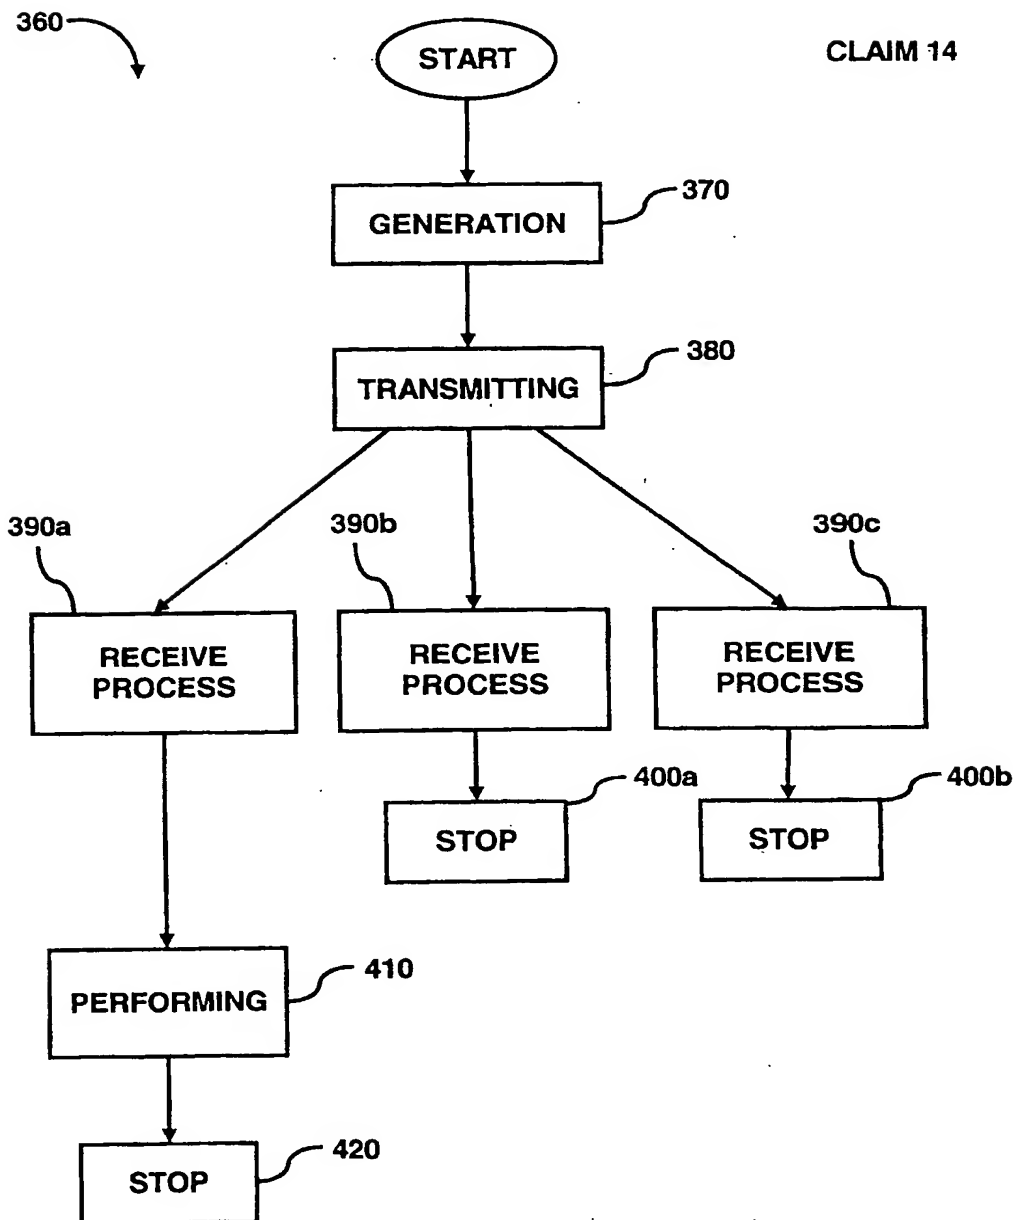 360
START
CLAIM 14
370
GENERATION
380
TRANSMITTING
390a
390b
390c
RECEIVE
PROCESS
RECEIVE
PROCESS
RECEIVE
PROCESS
400a
400b
STOP
STOP
410
PERFORMING
420
STOP